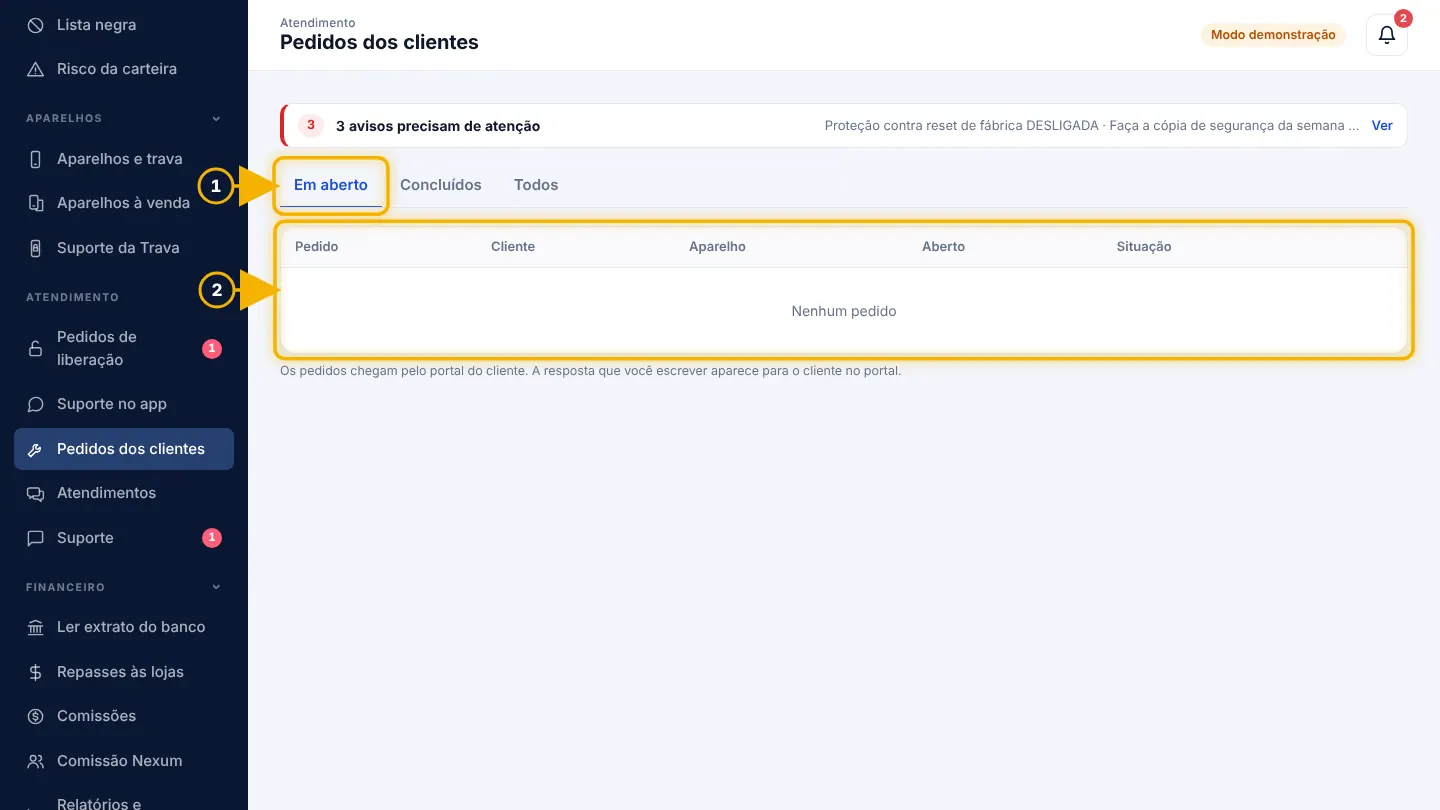 Lista negra
Risco da carteira
APARELHOS
Aparelhos e trava
Aparelhos à venda
Suporte da Trava
ATENDIMENTO
Pedidos de
liberação
1
Suporte no app
Pedidos dos clientes
Atendimentos
Suporte
1
FINANCEIRO
Ler extrato do banco
Repasses às lojas
Comissões
Comissão Nexum
Relatórios e
Atendimento
Pedidos dos clientes
Modo demonstração
2
3
3 avisos precisam de atenção
Proteção contra reset de fábrica DESLIGADA · Faça a cópia de segurança da semana ...
Ver
1
Em aberto
Concluídos
Todos
2
Pedido
Cliente
Aparelho
Aberto
Situação
Nenhum pedido
Os pedidos chegam pelo portal do cliente. A resposta que você escrever aparece para o cliente no portal.